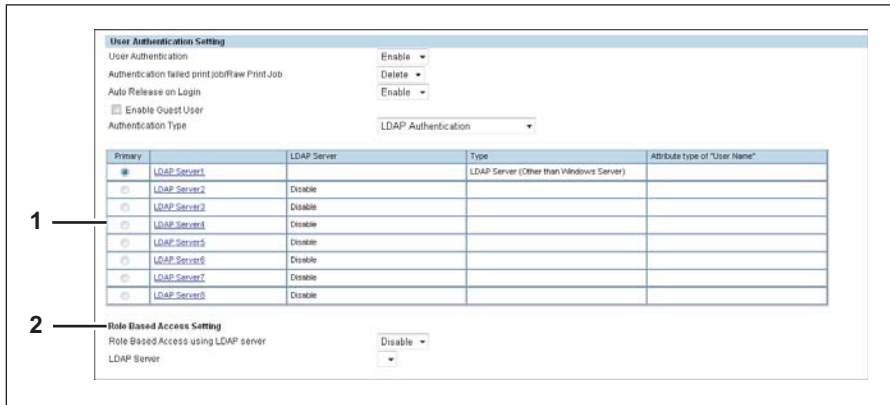 User Authentication Setting
User Authentication Enable
Authentication failed print job/Raw Print Job Delete
Auto Release on Login Enable
Enable Guest User
Authentication Type LDAP Authentication
Primary LDAP Server Type Attribute type of "User Name"
LDAP Server1 LDAP Server (Other than Windows Server)
LDAP Server2 Disable
LDAP Server3 Disable
1
LDAP Server4 Disable
LDAP Server5 Disable
LDAP Server6 Disable
LDAP Server7 Disable
LDAP Server8 Disable
2
Role Based Access Setting
Role Based Access using LDAP server Disable
LDAP Server